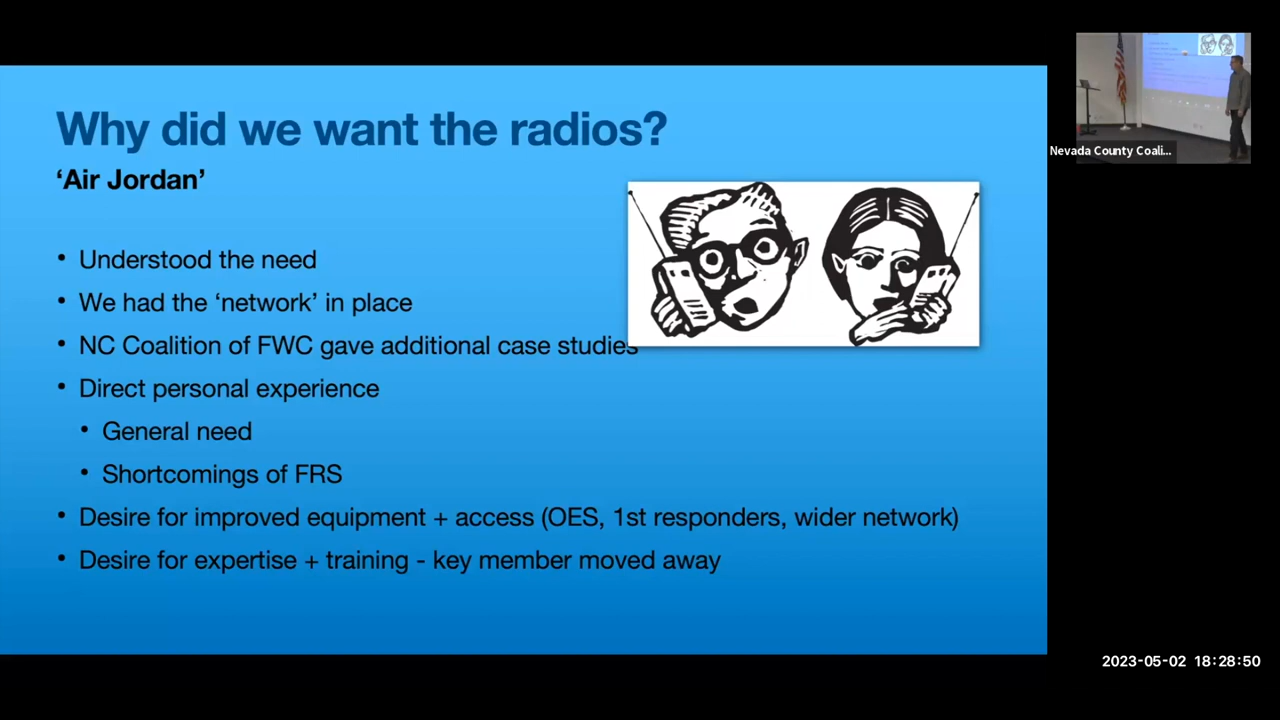 Why did we want the radios?
‘Air Jordan’
• Understood the need
• We had the ‘network’ in place
• NC Coalition of FWC gave additional case studies
• Direct personal experience
• General need
• Shortcomings of FRS
• Desire for improved equipment + access (OES, 1st responders, wider network)
• Desire for expertise + training - key member moved away
Nevada County Coali...
2023-05-02 18:28:50